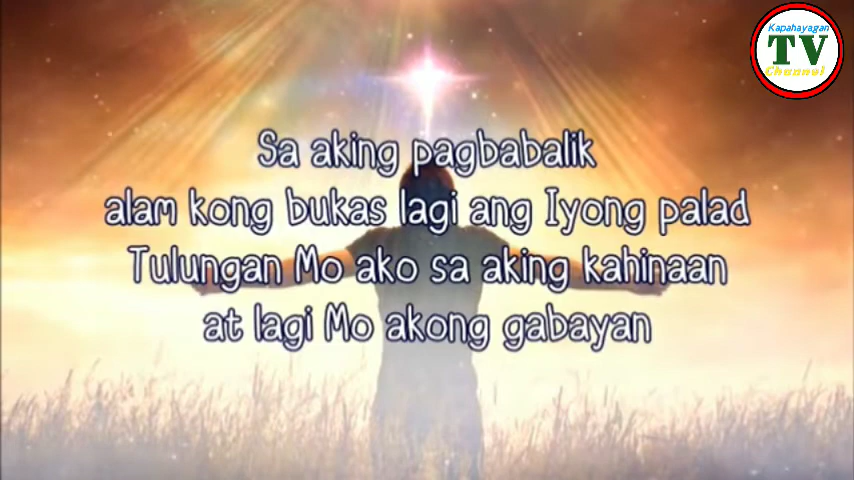 Kapahayagan
TV
Channel
Sa aking pagbabalik
alam kong bukas lagi ang Iyong palad
Tulungan Mo ako sa aking kahinaan
at lagi Mo akong gabayan